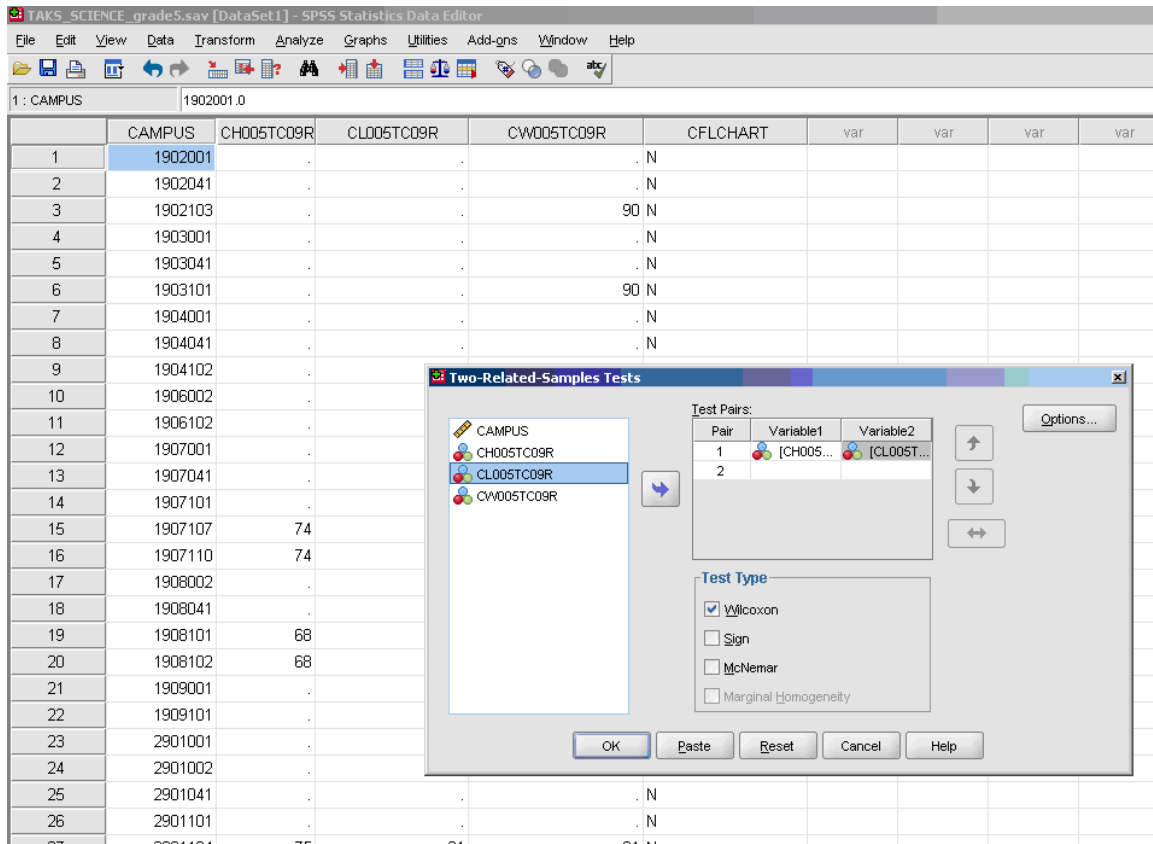 TAKS_SCIENCE_grade5.sav [DataSet1] - SPSS Statistics Data Editor
File Edit View Data Transform Analyze Graphs Utilities Add-ons Window Help
1 : CAMPUS 1902001.0
CAMPUS CH005TC09R CL005TC09R CW005TC09R CFLCHART var var var var
1 1902001 . . . N
2 1902041 . . . N
3 1902103 . . 90 N
4 1903001 . . . N
5 1903041 . . . N
6 1903101 . . 90 N
7 1904001 . . . N
8 1904041 . . . N
9 1904102 .
10 1906002 .
11 1906102 .
12 1907001 .
13 1907041 .
14 1907101 .
15 1907107 74
16 1907110 74
17 1908002 .
18 1908041 .
19 1908101 68
20 1908102 68
21 1909001 .
22 1909101 .
23 2901001 .
24 2901002 .
25 2901041 . . . N
26 2901101 . . . N
Two-Related-Samples Tests
CAMPUS
CH005TC09R
CL005TC09R
CW005TC09R
Test Pairs:
Pair Variable1 Variable2
1 [CH005... [CL005T...
2
Options...
Test Type
Wilcoxon
Sign
McNemar
Marginal Homogeneity
OK Paste Reset Cancel Help